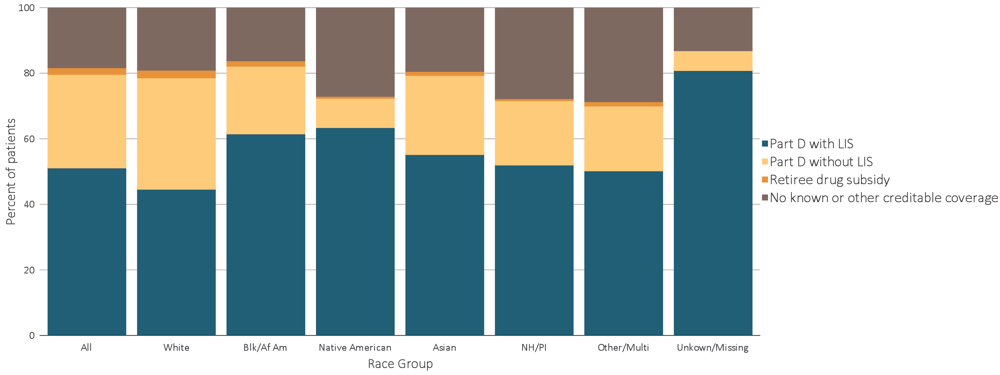 100
80
60
40
20
0
Percent of patients
All
White
Blk/Af Am
Native American
Asian
NH/PI
Other/Multi
Unkown/Missing
Race Group
Part D with LIS
Part D without LIS
Retiree drug subsidy
No known or other creditable coverage